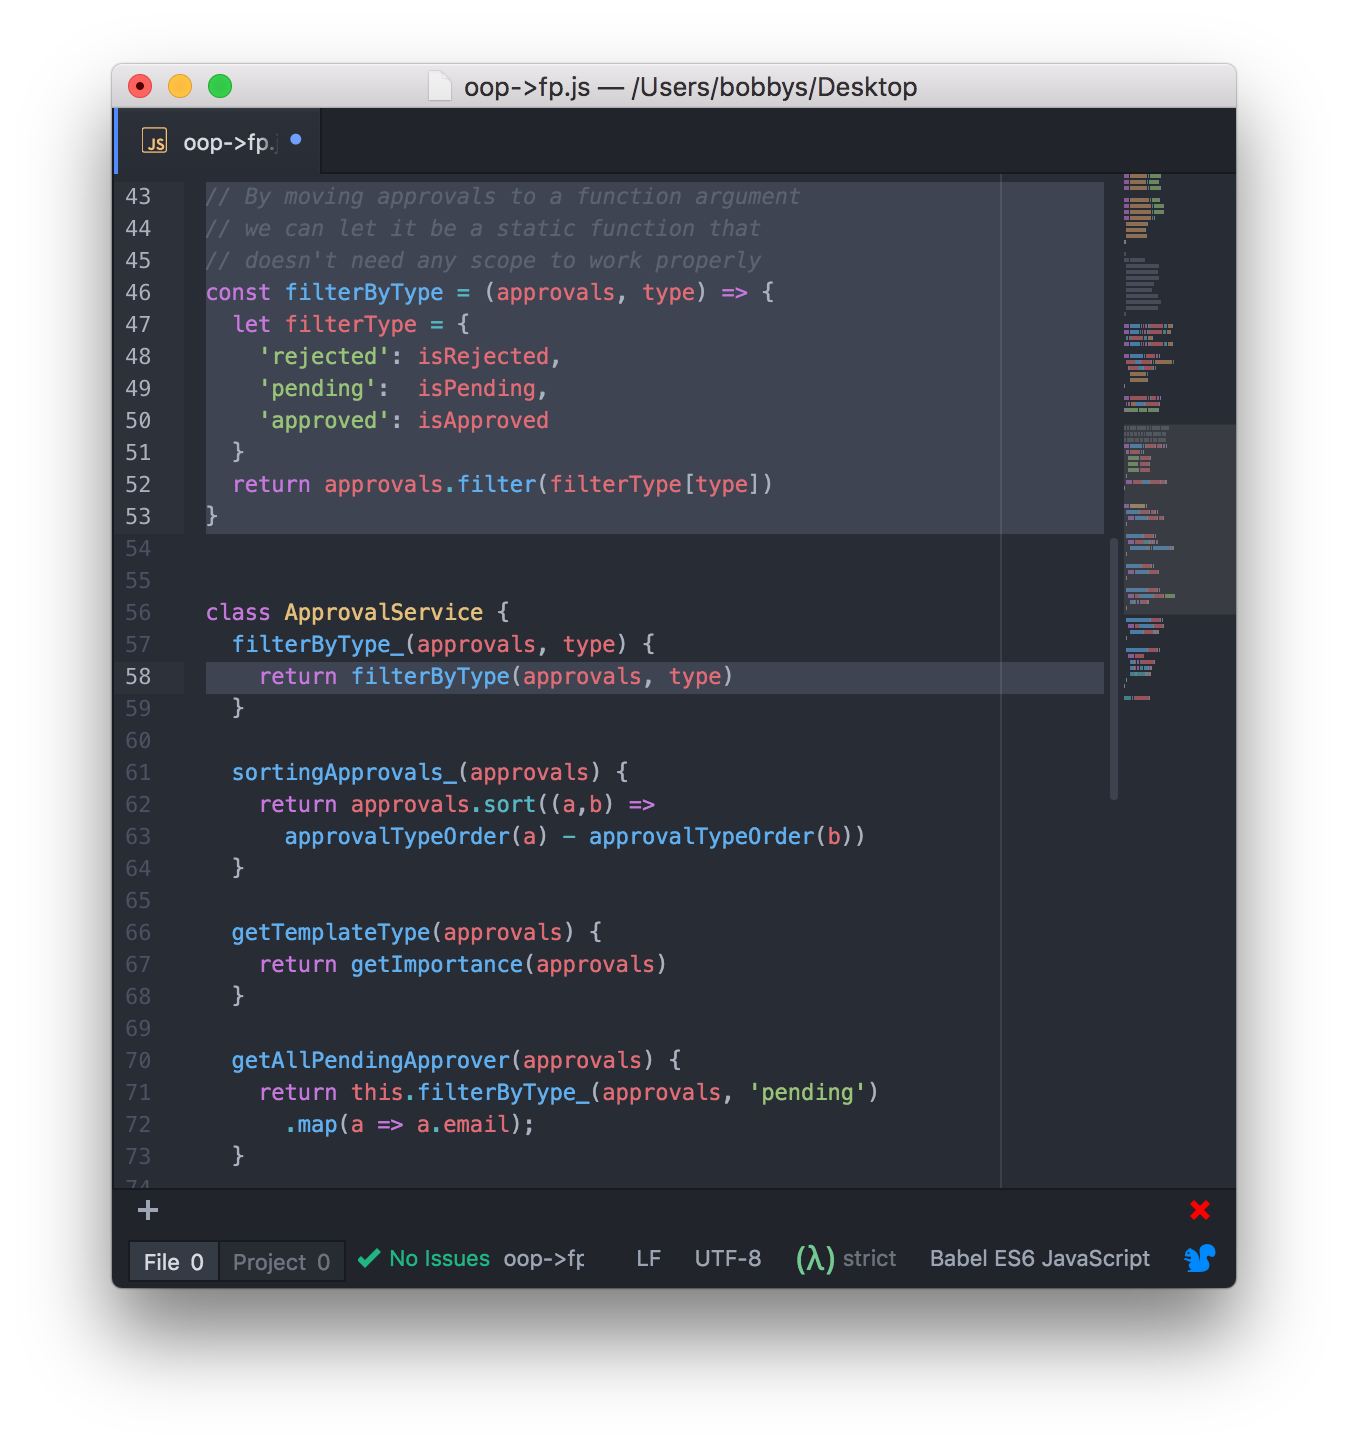 oop->fp.js — /Users/bobbys/Desktop
JS oop->fp.j
43 // By moving approvals to a function argument
44 // we can let it be a static function that
45 // doesn't need any scope to work properly
46 const filterByType = (approvals, type) => {
47   let filterType = {
48     'rejected': isRejected,
49     'pending':  isPending,
50     'approved': isApproved
51   }
52   return approvals.filter(filterType[type])
53 }
54
55
56 class ApprovalService {
57   filterByType_(approvals, type) {
58     return filterByType(approvals, type)
59   }
60
61   sortingApprovals_(approvals) {
62     return approvals.sort((a,b) =>
63       approvalTypeOrder(a) - approvalTypeOrder(b))
64   }
65
66   getTemplateType(approvals) {
67     return getImportance(approvals)
68   }
69
70   getAllPendingApprover(approvals) {
71     return this.filterByType_(approvals, 'pending')
72       .map(a => a.email);
73   }
74
+
File 0 Project 0 No Issues oop->fp LF UTF-8 (λ) strict Babel ES6 JavaScript